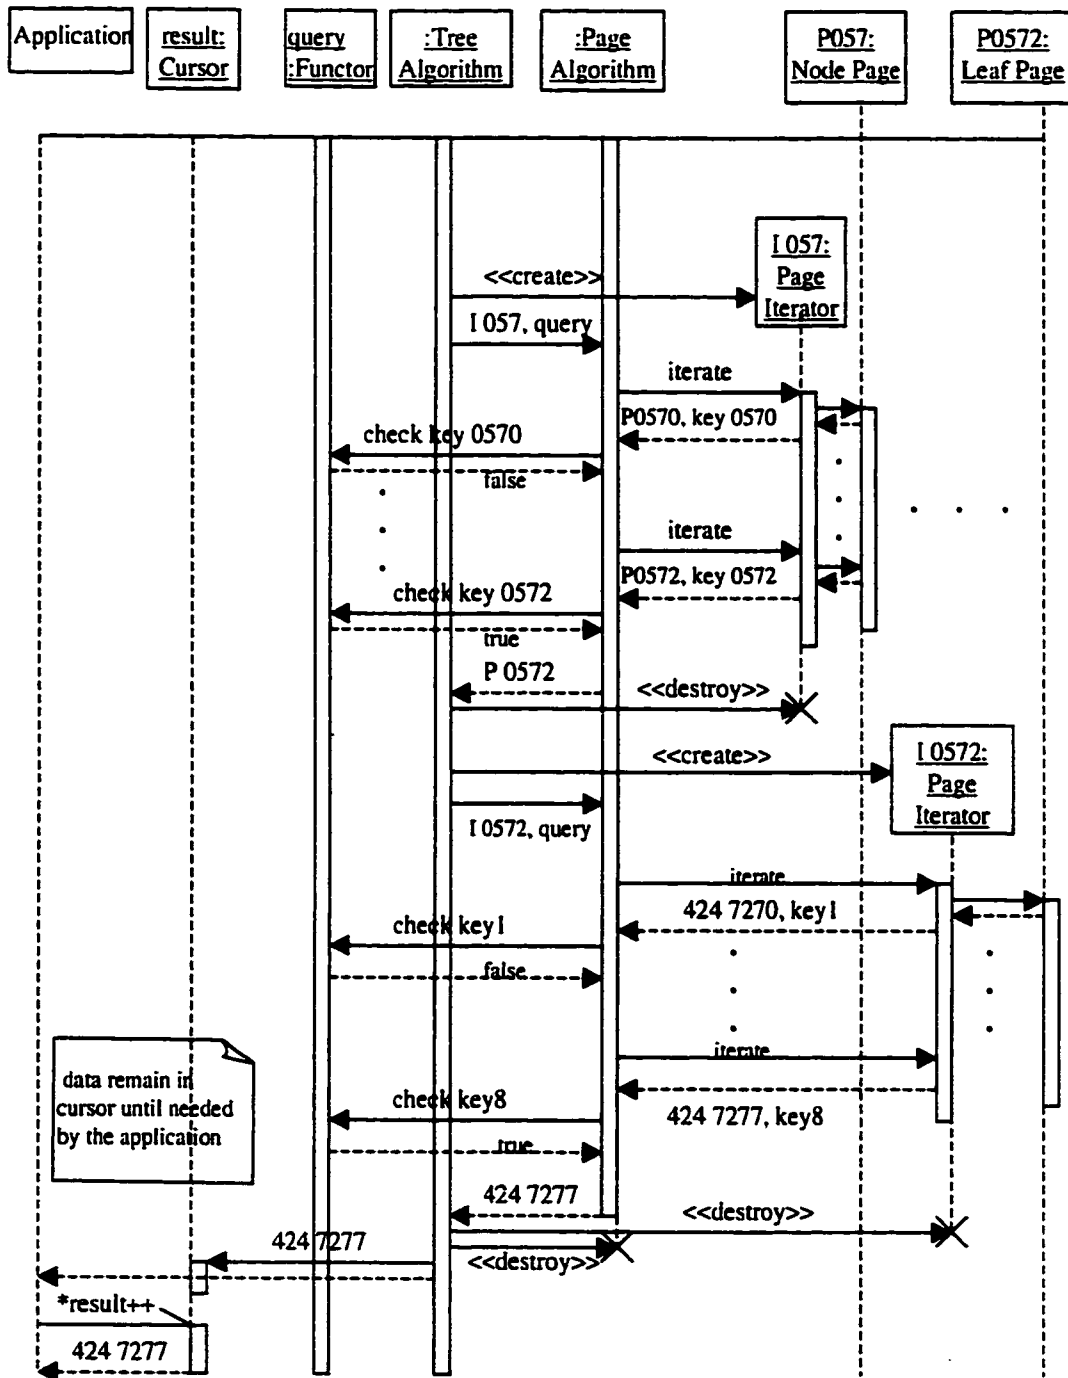 Application
result:
Cursor
query
:Functor
:Tree
Algorithm
:Page
Algorithm
P057:
Node Page
P0572:
Leaf Page
I 057:
Page
Iterator
<<create>>
I 057, query
iterate
P0570, key 0570
check key 0570
false
iterate
P0572, key 0572
check key 0572
true
P 0572
<<destroy>>
<<create>>
I 0572:
Page
Iterator
I 0572, query
iterate
424 7270, key1
check key1
false
iterate
data remain in
cursor until needed
by the application
check key8
424 7277, key8
true
424 7277
<<destroy>>
424 7277
<<destroy>>
*result++
424 7277